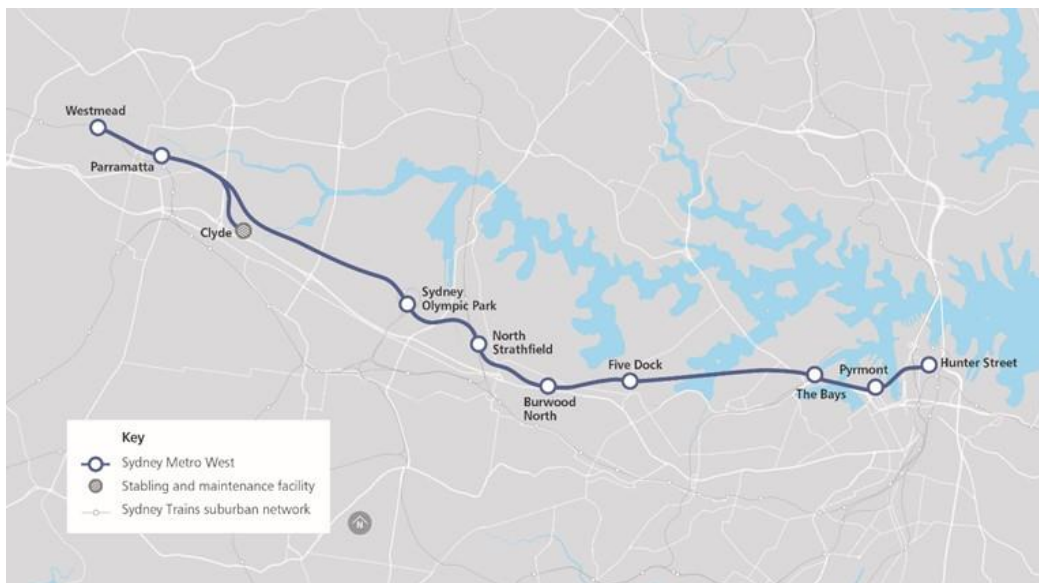 Westmead
Parramatta
Clyde
Sydney
Olympic Park
North
Strathfield
Burwood
North
Five Dock
The Bays
Pyrmont
Hunter Street
Key
Sydney Metro West
Stabling and maintenance facility
Sydney Trains suburban network
N